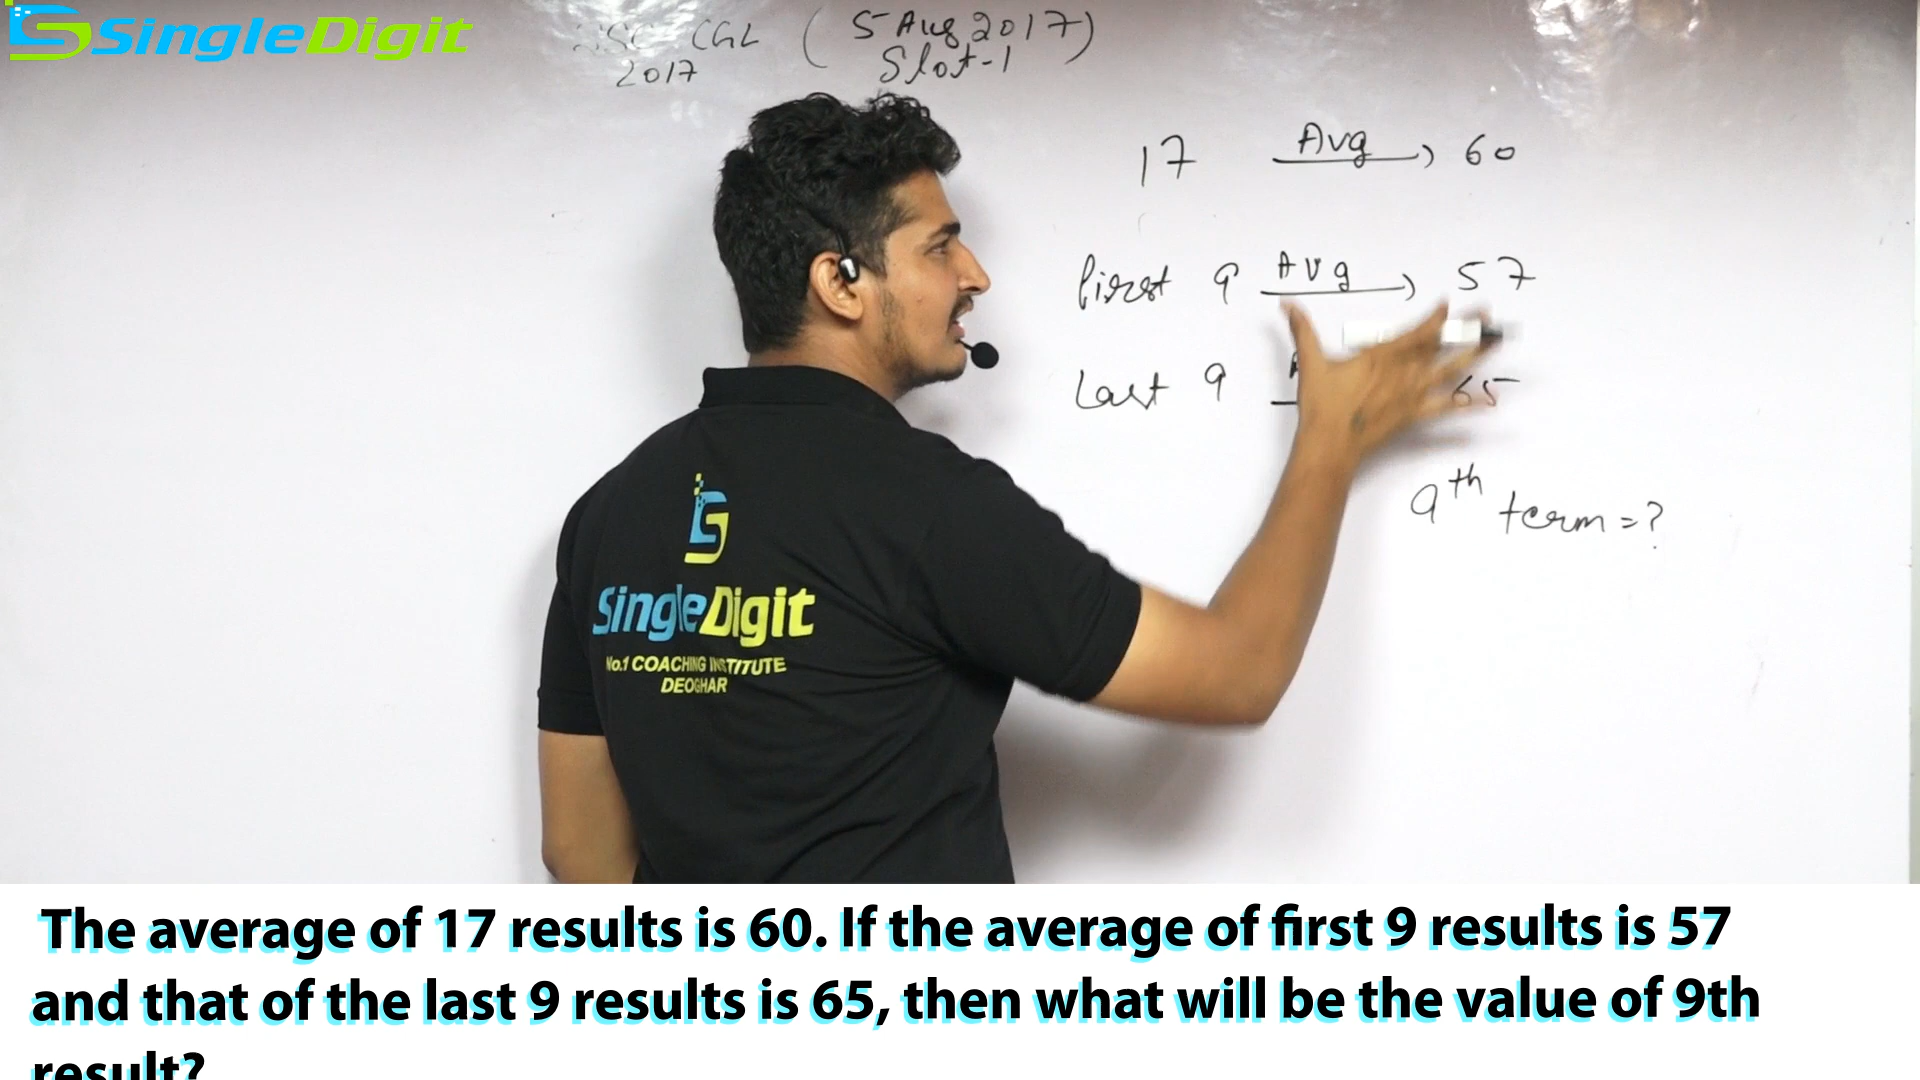 SingleDigit
CGL (5 Aug 2017)
2017 Slot-1
17 Avg 60
first 9 Avg 57
Last 9 65
9th term = ?
SingleDigit
No.1 COACHING INSTITUTE
DEOGHAR
The average of 17 results is 60. If the average of first 9 results is 57
and that of the last 9 results is 65, then what will be the value of 9th
result?